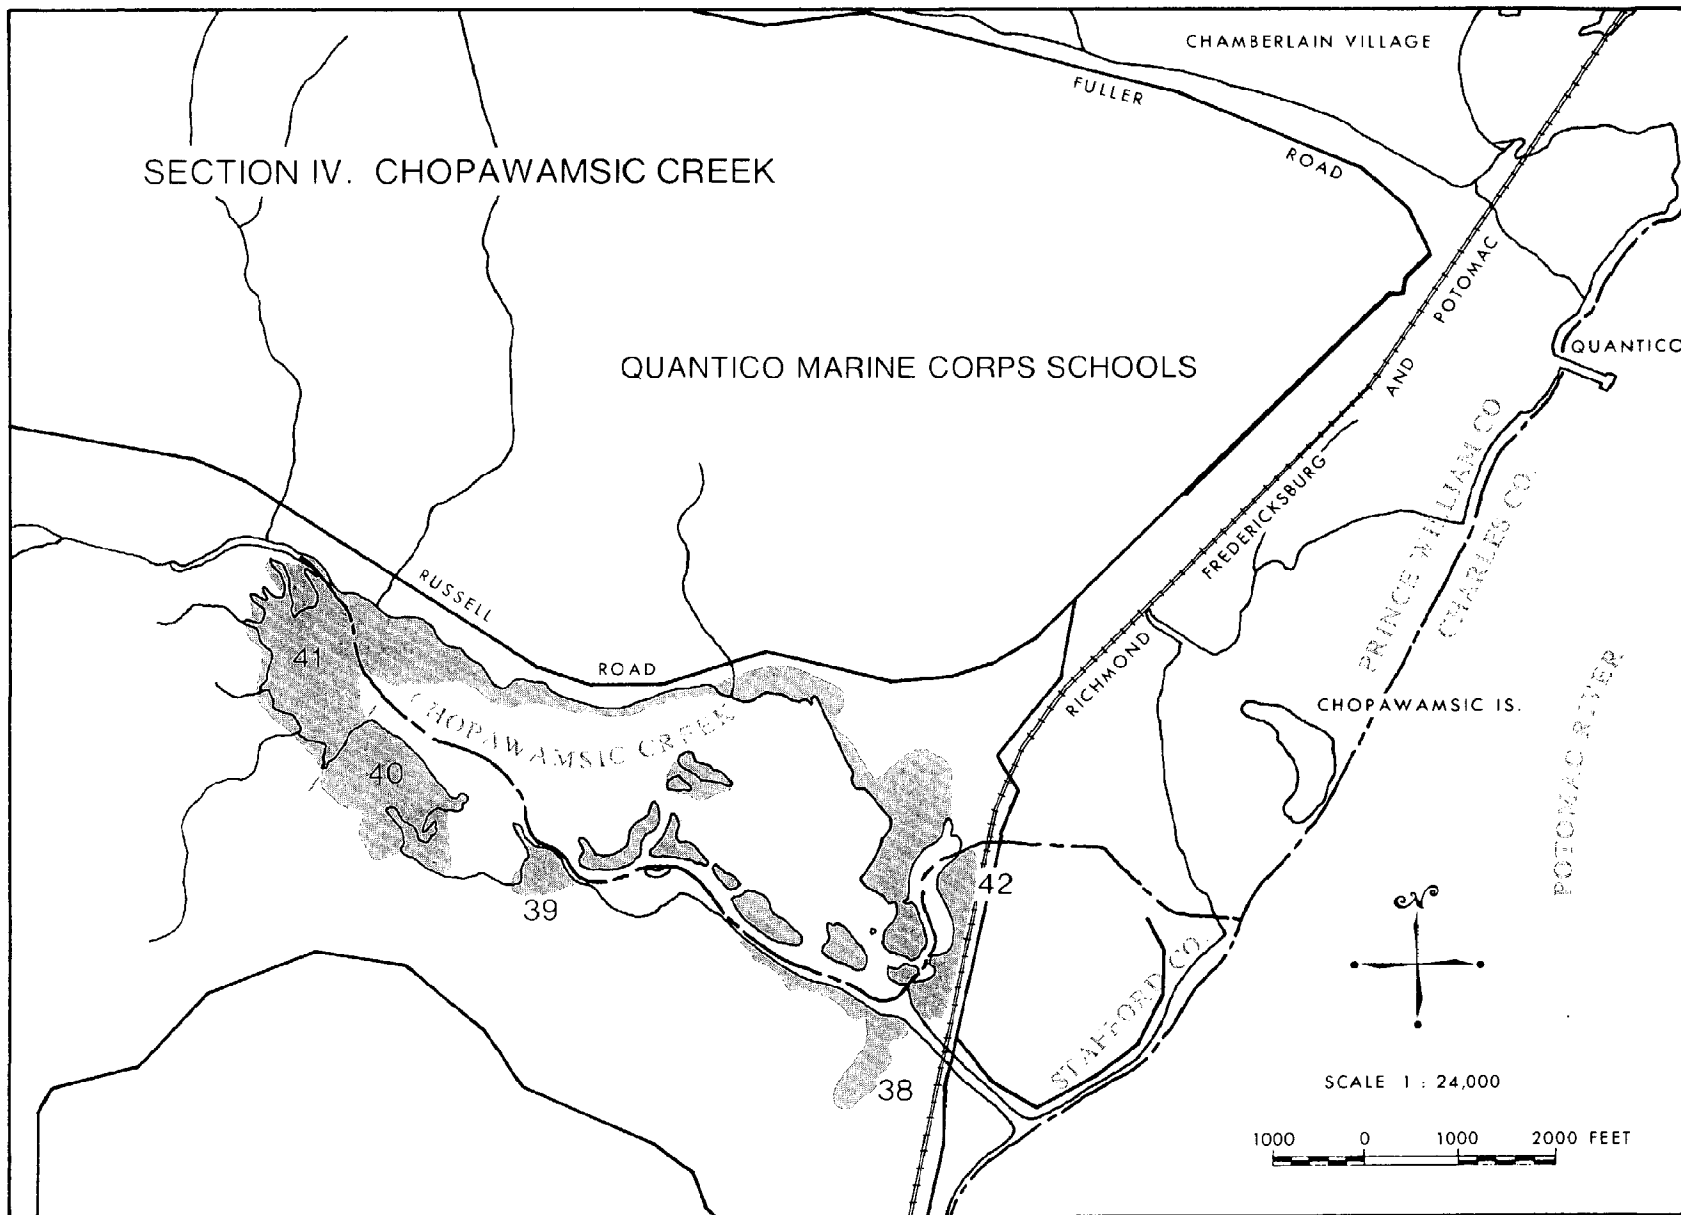 CHAMBERLAIN VILLAGE
FULLER
ROAD
SECTION IV. CHOPAWAMSIC CREEK
QUANTICO MARINE CORPS SCHOOLS
RICHMOND
FREDERICKSBURG
AND
POTOMAC
QUANTICO
PRINCE WILLIAM CO
CHARLES CO.
RUSSELL
ROAD
41
CHOPAWAMSIC CREEK
40
CHOPAWAMSIC IS.
POTOMAC RIVER
39
42
N
STAFFORD CO.
38
SCALE 1 : 24,000
1000 0 1000 2000 FEET